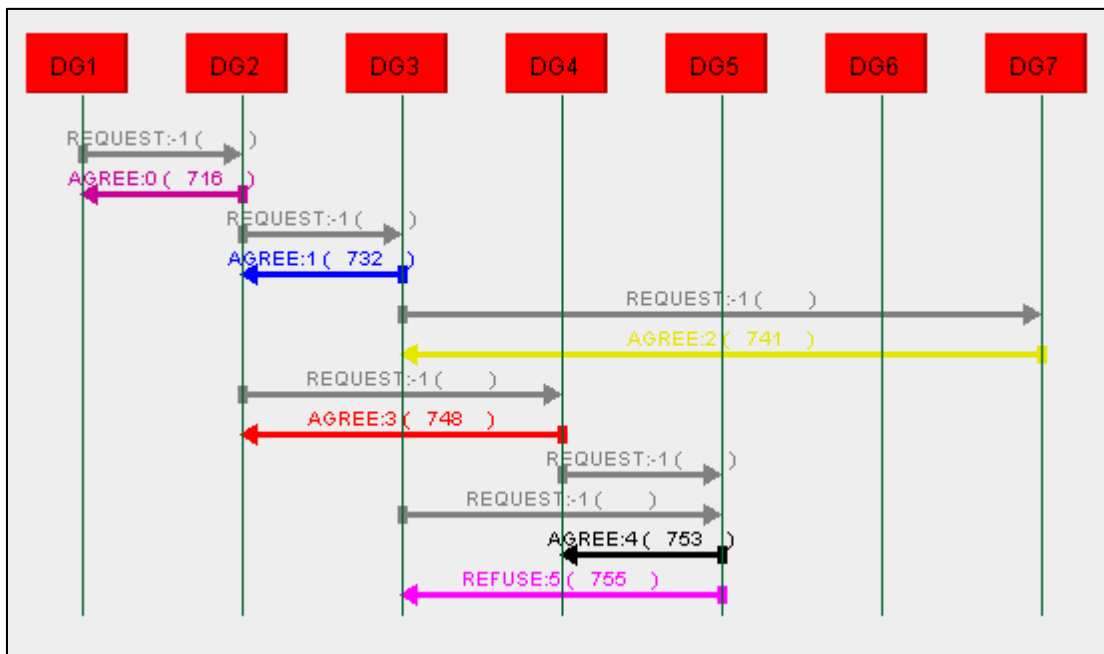 DG1 DG2 DG3 DG4 DG5 DG6 DG7
REQUEST:-1 ( )
AGREE:0 ( 716 )
REQUEST:-1 ( )
AGREE:1 ( 732 )
REQUEST:-1 ( )
AGREE:2 ( 741 )
REQUEST:-1 ( )
AGREE:3 ( 748 )
REQUEST:-1 ( )
REQUEST:-1 ( )
AGREE:4 ( 753 )
REFUSE:5 ( 755 )